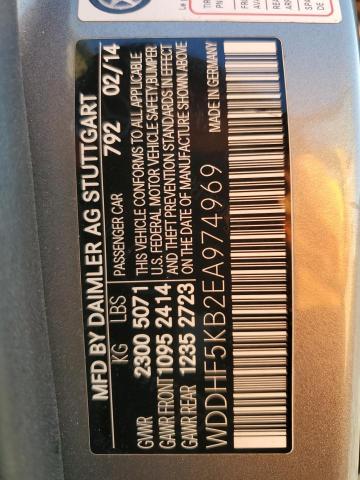 MFD BY DAIMLER AG STUTTGART
PASSENGER CAR 792 02/14
KG LBS
GVWR 2300 5071
GAWR FRONT 1095 2414
GAWR REAR 1235 2723
THIS VEHICLE CONFORMS TO ALL APPLICABLE
U.S. FEDERAL MOTOR VEHICLE SAFETY, BUMPER
AND THEFT PREVENTION STANDARDS IN EFFECT
ON THE DATE OF MANUFACTURE SHOWN ABOVE
WDDHF5KB2EA974969 MADE IN GERMANY